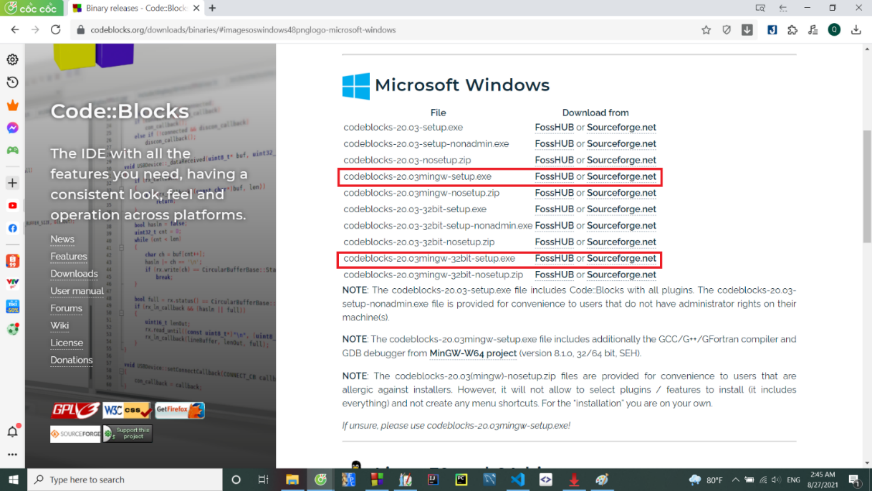 cốc cốc
Binary releases - Code::Block
codeblocks.org/downloads/binaries/#imagesoswindows48pnglogo-microsoft-windows
Code::Blocks
The IDE with all the
features you need, having a
consistent look, feel and
operation across platforms.
News
Features
Downloads
User manual
Forums
Wiki
License
Donations
GPLv3 W3C CSS GetFirefox
SOURCEFORGE Support this project
Microsoft Windows
File Download from
codeblocks-20.03-setup.exe FossHUB or Sourceforge.net
codeblocks-20.03-setup-nonadmin.exe FossHUB or Sourceforge.net
codeblocks-20.03-nosetup.zip FossHUB or Sourceforge.net
codeblocks-20.03mingw-setup.exe FossHUB or Sourceforge.net
codeblocks-20.03mingw-nosetup.zip FossHUB or Sourceforge.net
codeblocks-20.03-32bit-setup.exe FossHUB or Sourceforge.net
codeblocks-20.03-32bit-setup-nonadmin.exe FossHUB or Sourceforge.net
codeblocks-20.03-32bit-nosetup.zip FossHUB or Sourceforge.net
codeblocks-20.03mingw-32bit-setup.exe FossHUB or Sourceforge.net
codeblocks-20.03mingw-32bit-nosetup.zip FossHUB or Sourceforge.net
NOTE: The codeblocks-20.03-setup.exe file includes Code::Blocks with all plugins. The codeblocks-20.03-
setup-nonadmin.exe file is provided for convenience to users that do not have administrator rights on their
machine(s).
NOTE: The codeblocks-20.03mingw-setup.exe file includes additionally the GCC/G++/GFortran compiler and
GDB debugger from MinGW-W64 project (version 8.1.0, 32/64 bit, SEH).
NOTE: The codeblocks-20.03(mingw)-nosetup.zip files are provided for convenience to users that are
allergic against installers. However, it will not allow to select plugins / features to install (it includes
everything) and not create any menu shortcuts. For the "installation" you are on your own.
If unsure, please use codeblocks-20.03mingw-setup.exe!
Type here to search
80°F
ENG
2:45 AM
8/27/2021